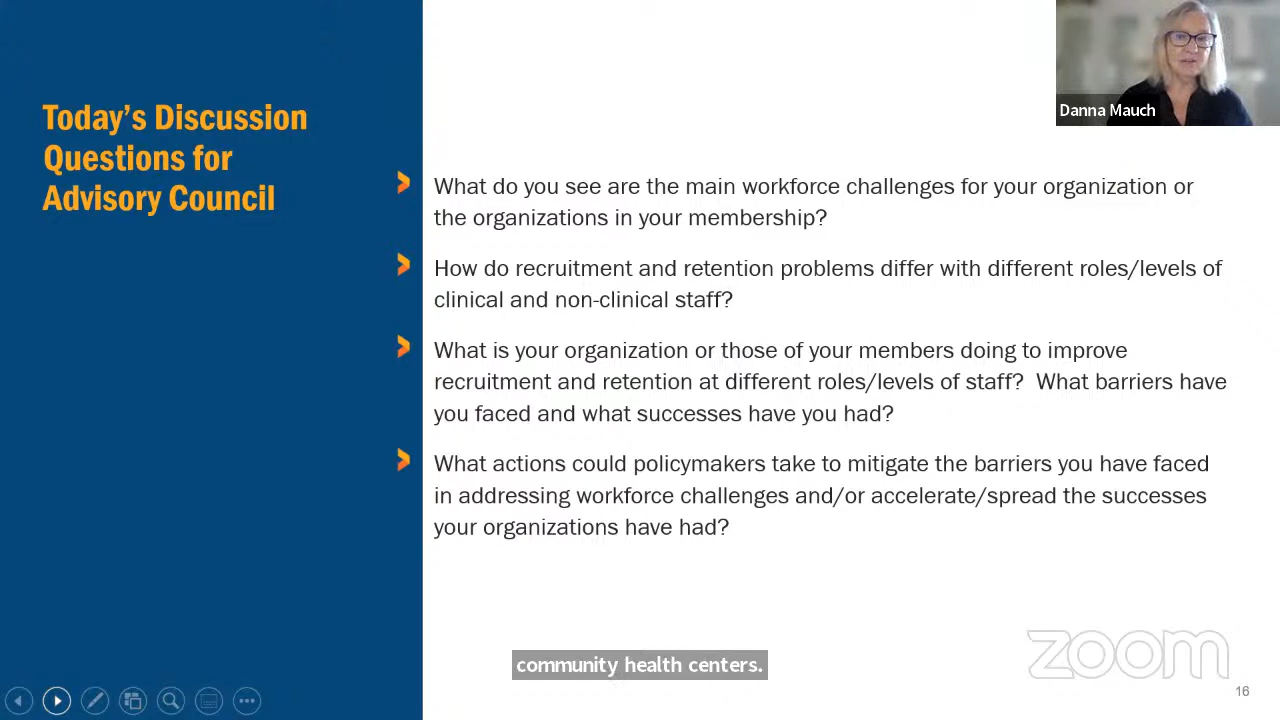 Today's Discussion
Questions for
Advisory Council
Danna Mauch
What do you see are the main workforce challenges for your organization or
the organizations in your membership?
How do recruitment and retention problems differ with different roles/levels of
clinical and non-clinical staff?
What is your organization or those of your members doing to improve
recruitment and retention at different roles/levels of staff?  What barriers have
you faced and what successes have you had?
What actions could policymakers take to mitigate the barriers you have faced
in addressing workforce challenges and/or accelerate/spread the successes
your organizations have had?
community health centers.
zoom
16